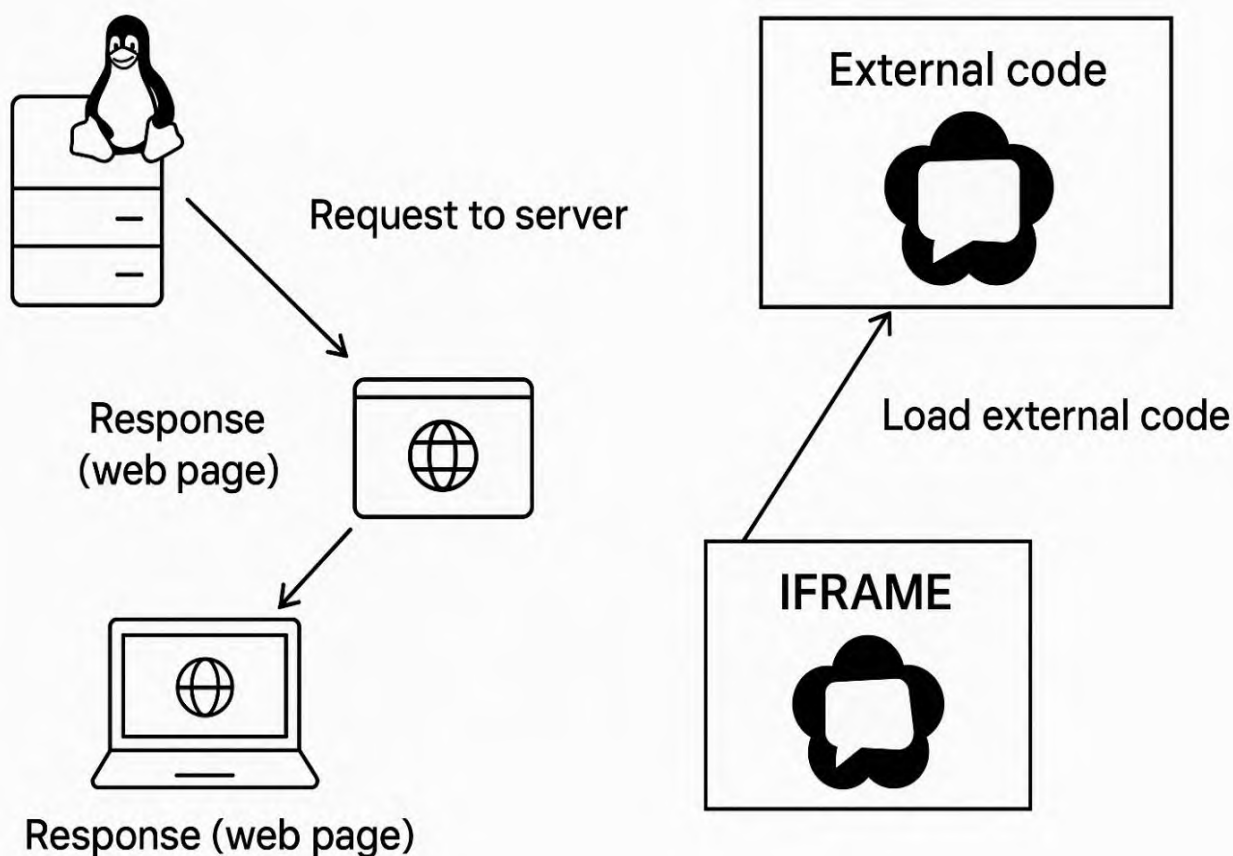 External code
Request to server
Response
(web page)
Load external code
IFRAME
Response (web page)